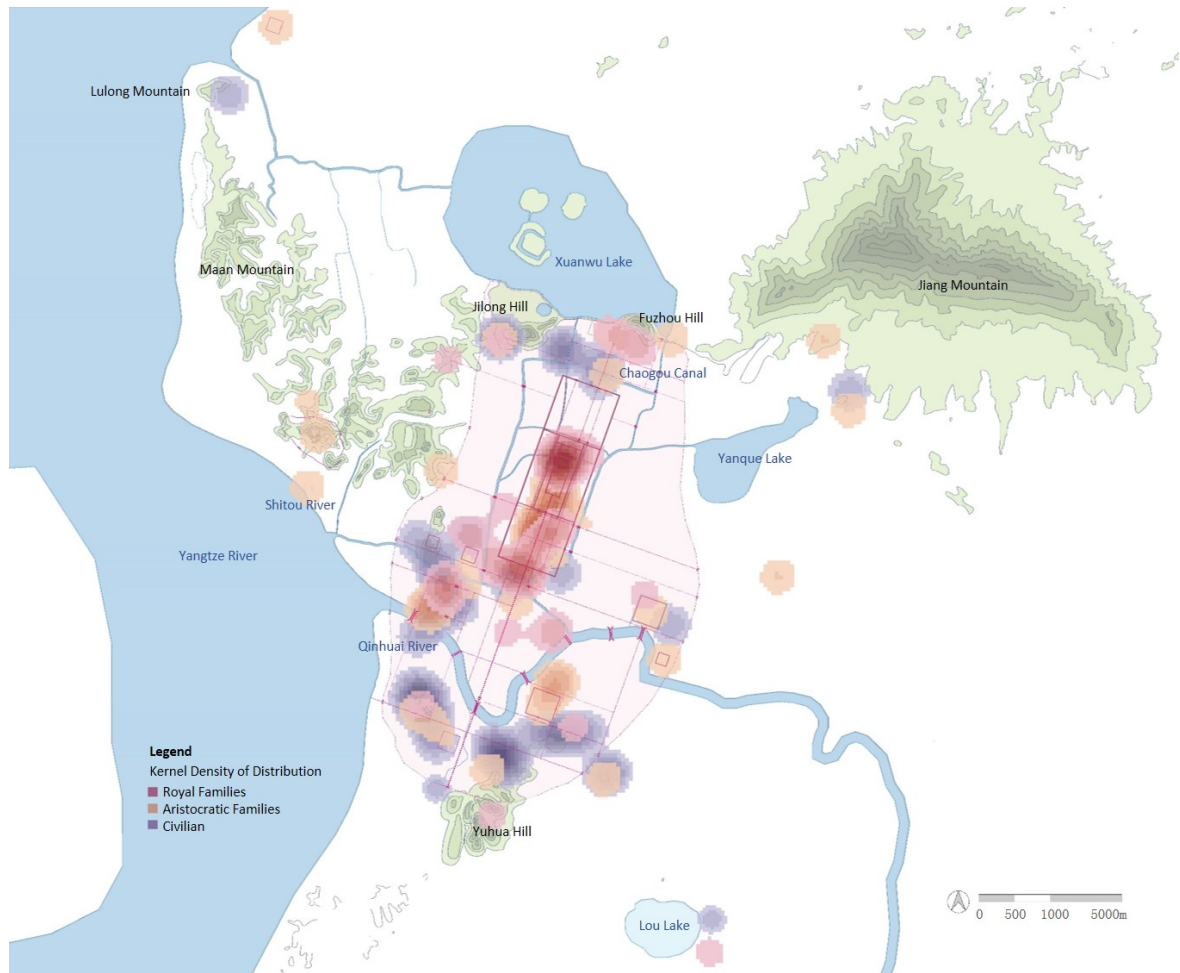 Lulong Mountain
Xuanwu Lake
Maan Mountain
Jiang Mountain
Jilong Hill
Fuzhou Hill
Chaogou Canal
Yanque Lake
Shitou River
Yangtze River
Qinhuai River
Legend
Kernel Density of Distribution
Royal Families
Aristocratic Families
Civilian
Yuhua Hill
Lou Lake
0 500 1000 5000m